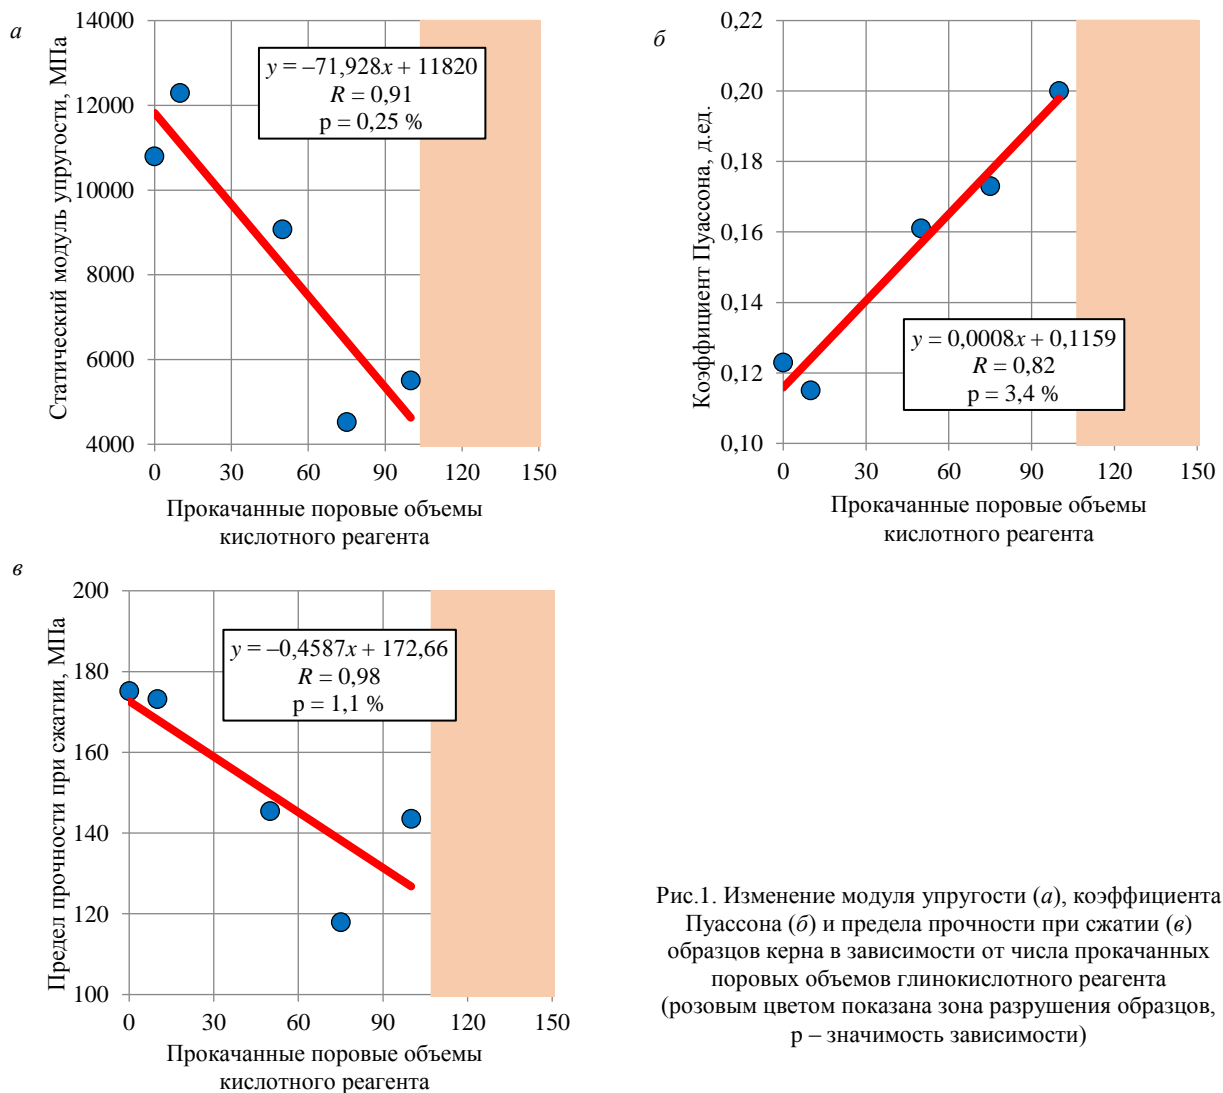 а
Статический модуль упругости, МПа
14000
12000
10000
8000
6000
4000
y = –71,928x + 11820
R = 0,91
p = 0,25 %
0 30 60 90 120 150
Прокачанные поровые объемы
кислотного реагента
б
Коэффициент Пуассона, д.ед.
0,22
0,20
0,18
0,16
0,14
0,12
0,10
y = 0,0008x + 0,1159
R = 0,82
p = 3,4 %
0 30 60 90 120 150
Прокачанные поровые объемы
кислотного реагента
в
Предел прочности при сжатии, МПа
200
180
160
140
120
100
y = –0,4587x + 172,66
R = 0,98
p = 1,1 %
0 30 60 90 120 150
Прокачанные поровые объемы
кислотного реагента
Рис.1. Изменение модуля упругости (а), коэффициента
Пуассона (б) и предела прочности при сжатии (в)
образцов керна в зависимости от числа прокачанных
поровых объемов глинокислотного реагента
(розовым цветом показана зона разрушения образцов,
р – значимость зависимости)